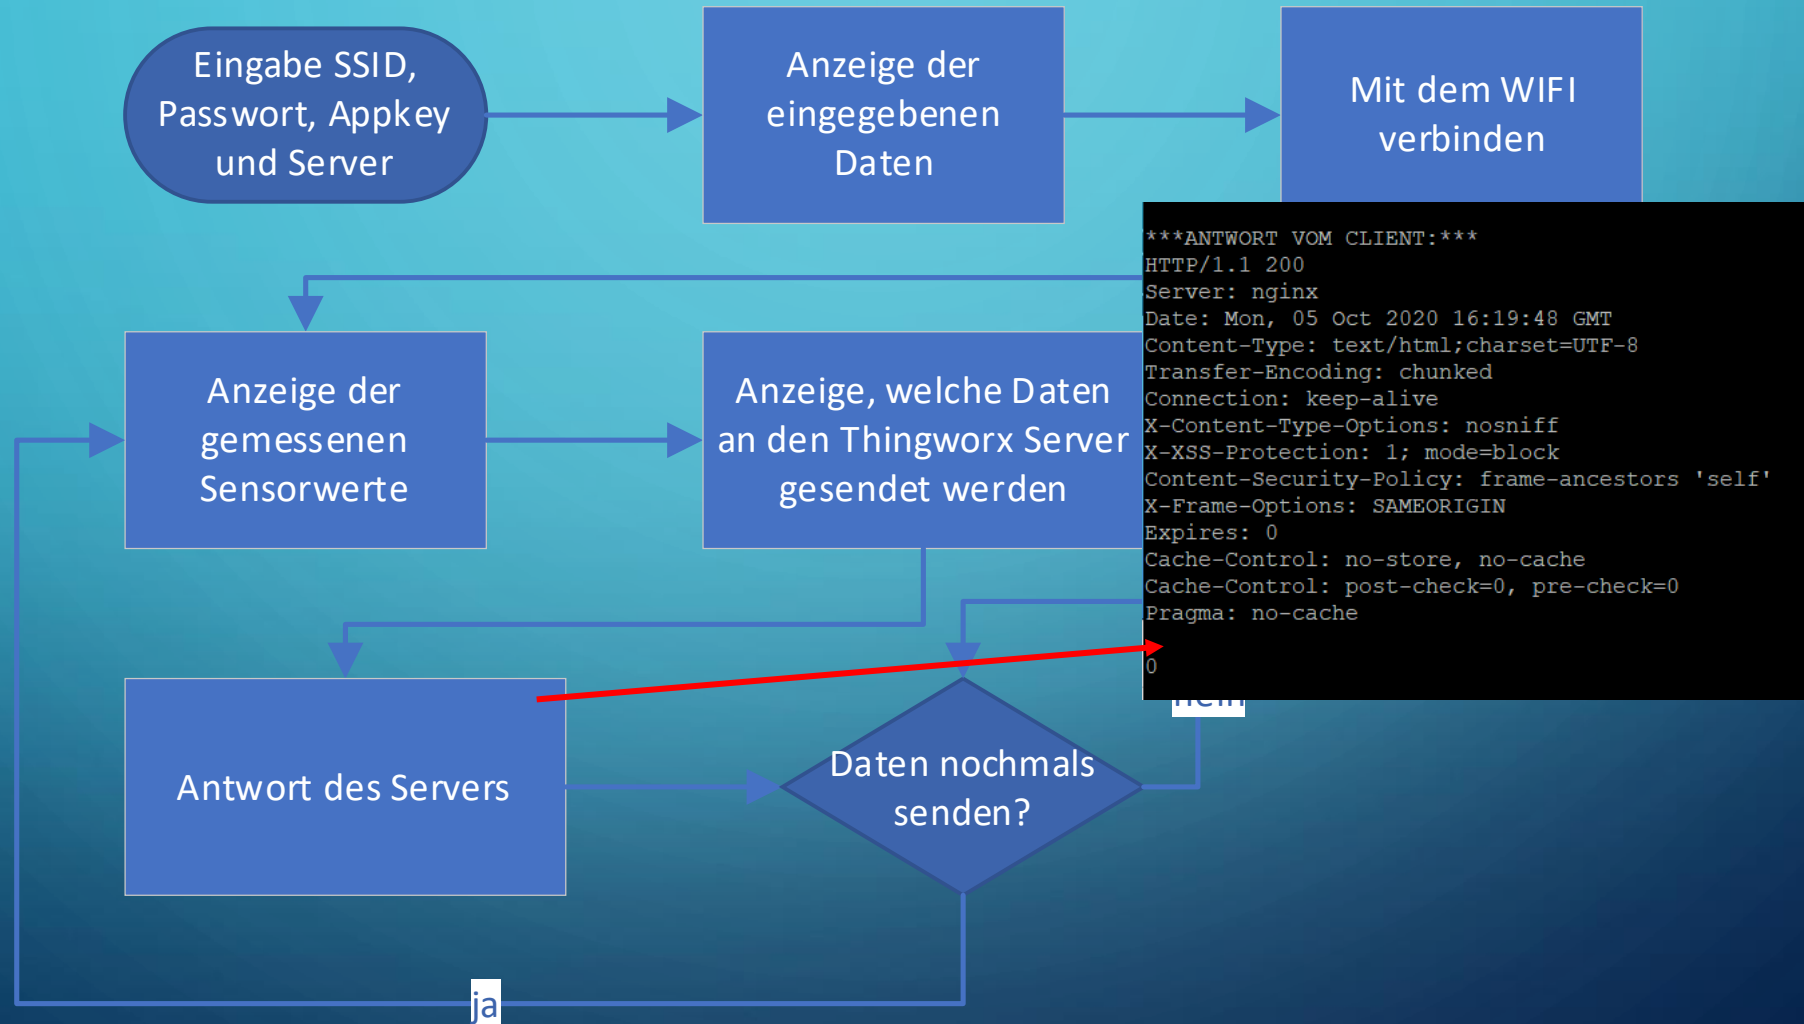 Eingabe SSID,
Passwort, Appkey
und Server
Anzeige der
eingegebenen
Daten
Mit dem WIFI
verbinden
***ANTWORT VOM CLIENT:***
HTTP/1.1 200
Server: nginx
Date: Mon, 05 Oct 2020 16:19:48 GMT
Content-Type: text/html;charset=UTF-8
Transfer-Encoding: chunked
Connection: keep-alive
X-Content-Type-Options: nosniff
X-XSS-Protection: 1; mode=block
Content-Security-Policy: frame-ancestors 'self'
X-Frame-Options: SAMEORIGIN
Expires: 0
Cache-Control: no-store, no-cache
Cache-Control: post-check=0, pre-check=0
Pragma: no-cache
0
Anzeige der
gemessenen
Sensorwerte
Anzeige, welche Daten
an den Thingworx Server
gesendet werden
Antwort des Servers
Daten nochmals
senden?
nein
ja